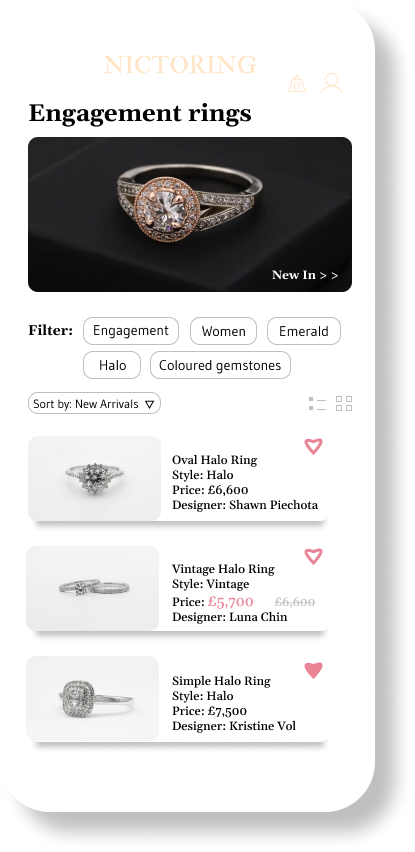 NICTORING
Engagement rings
New In > >
Filter: Engagement Women Emerald
Halo Coloured gemstones
Sort by: New Arrivals
Oval Halo Ring
Style: Halo
Price: £6,600
Designer: Shawn Piechota
Vintage Halo Ring
Style: Vintage
Price: £5,700 £6,600
Designer: Luna Chin
Simple Halo Ring
Style: Halo
Price: £7,500
Designer: Kristine Vol